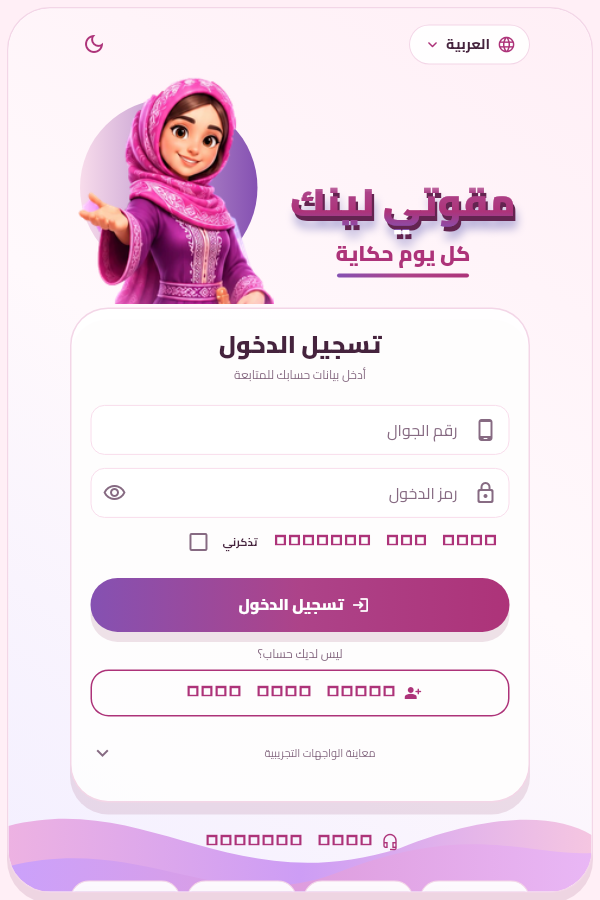 العربية
مقوتي لينك
كل يوم حكاية
تسجيل الدخول
أدخل بيانات حسابك للمتابعة
رقم الجوال
رمز الدخول
تذكرني
تسجيل الدخول
ليس لديك حساب؟
معاينة الواجهات التجريبية